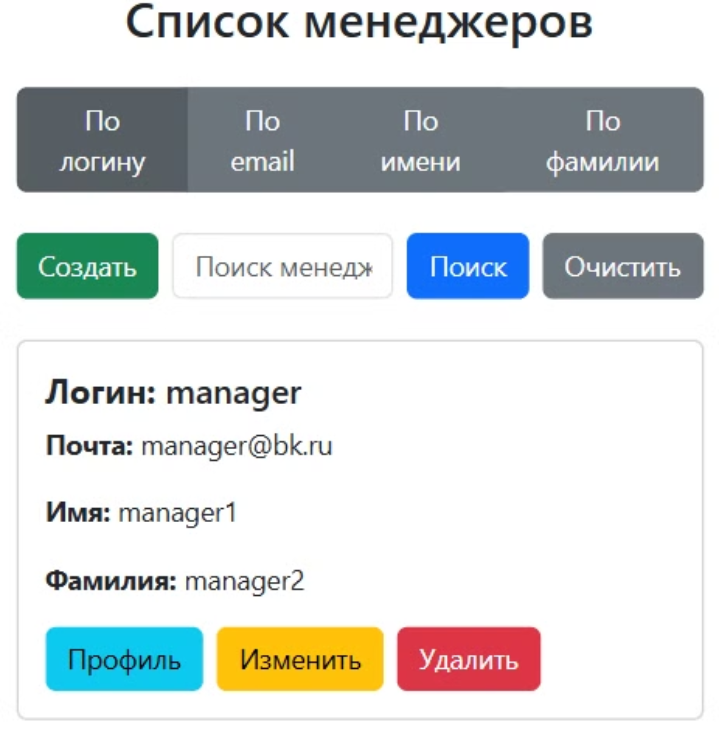 Список менеджеров
По логину
По email
По имени
По фамилии
Создать
Поиск менедж
Поиск
Очистить
Логин: manager
Почта: manager@bk.ru
Имя: manager1
Фамилия: manager2
Профиль
Изменить
Удалить